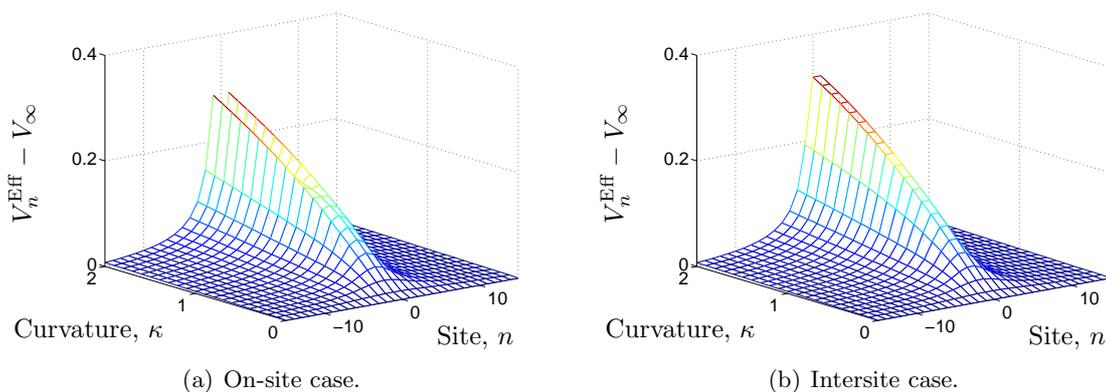 0.4
0.2
0
V_n^Eff − V_∞
2
1
0
Curvature, κ
−10
0
10
Site, n
(a) On-site case.
0.4
0.2
0
V_n^Eff − V_∞
2
1
0
Curvature, κ
−10
0
10
Site, n
(b) Intersite case.